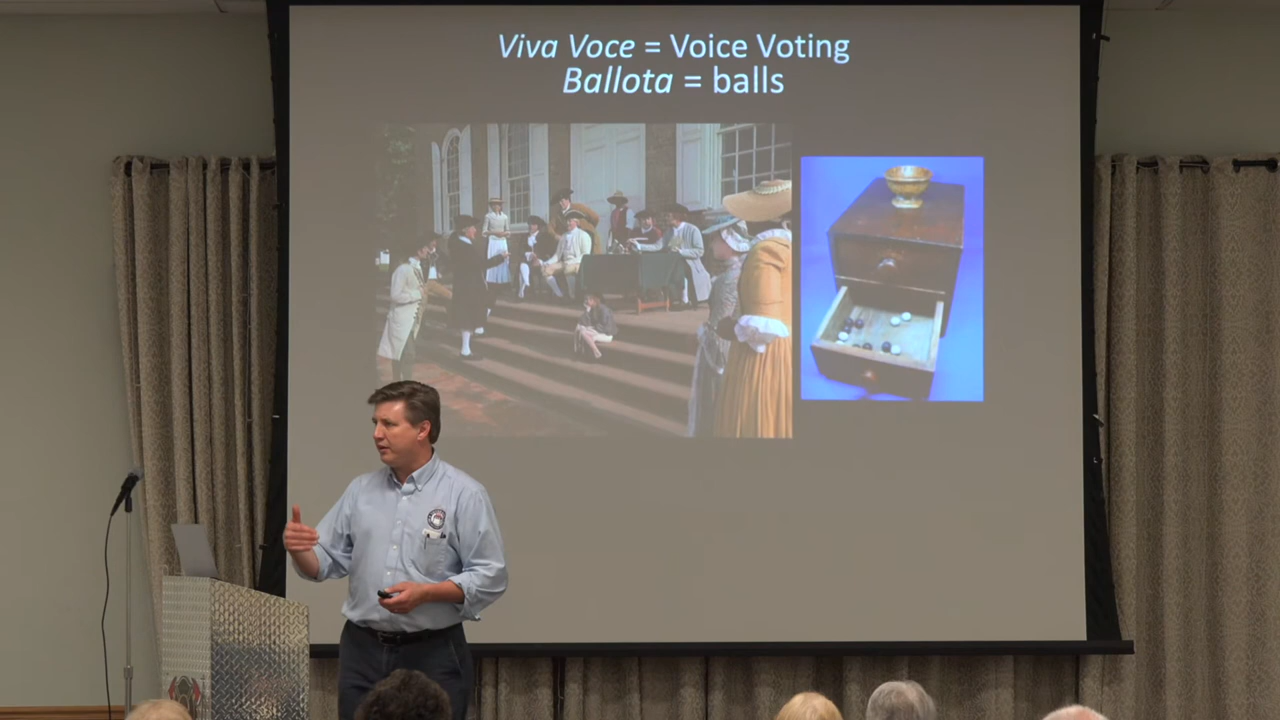 Viva Voce = Voice Voting
Ballota = balls